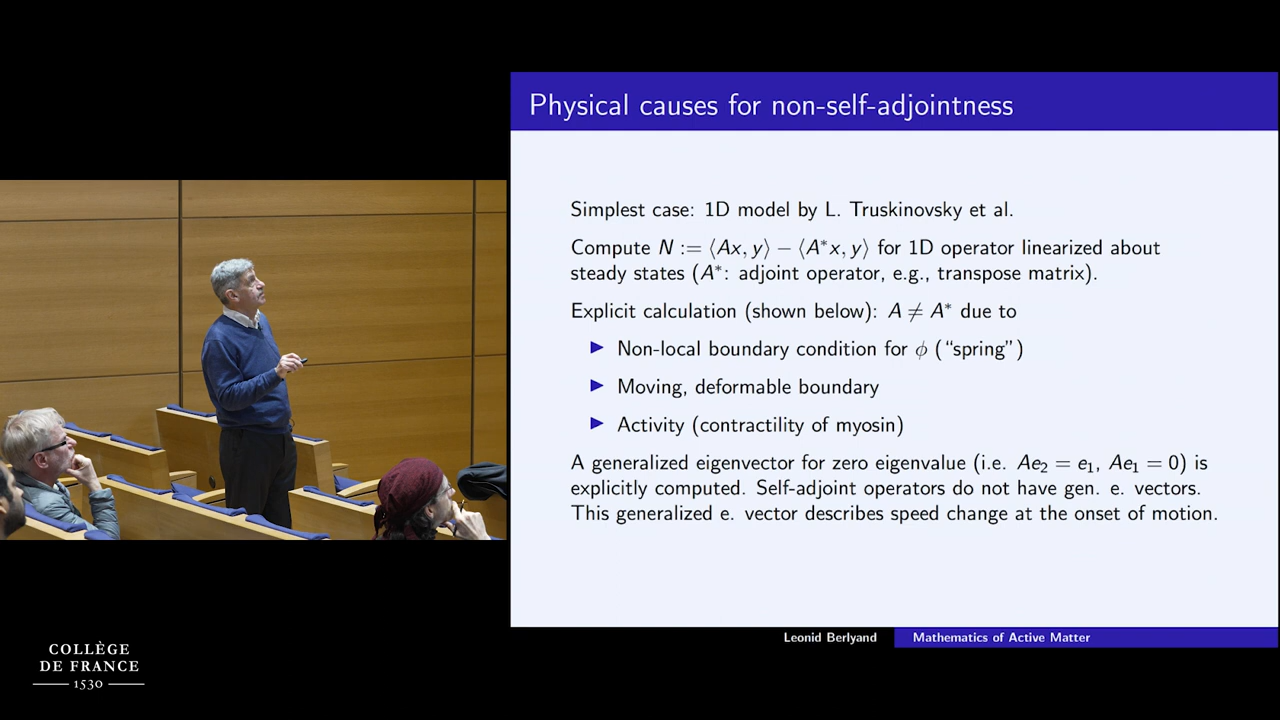 Physical causes for non-self-adjointness
Simplest case: 1D model by L. Truskinovsky et al.
Compute N := ⟨Ax, y⟩ − ⟨A*x, y⟩ for 1D operator linearized about
steady states (A*: adjoint operator, e.g., transpose matrix).
Explicit calculation (shown below): A ≠ A* due to
▶ Non-local boundary condition for ϕ (“spring”)
▶ Moving, deformable boundary
▶ Activity (contractility of myosin)
A generalized eigenvector for zero eigenvalue (i.e. Ae₂ = e₁, Ae₁ = 0) is
explicitly computed. Self-adjoint operators do not have gen. e. vectors.
This generalized e. vector describes speed change at the onset of motion.
Leonid Berlyand Mathematics of Active Matter
COLLÈGE
DE FRANCE
1530